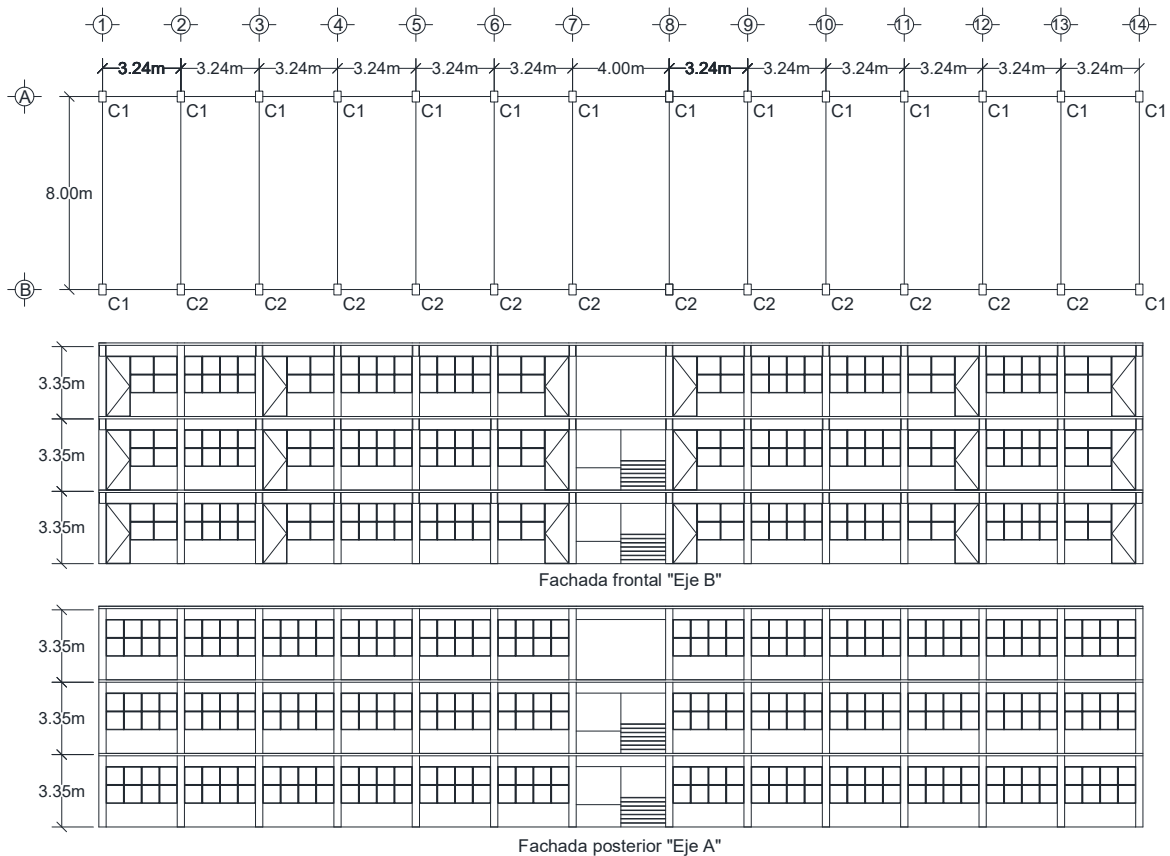 1 2 3 4 5 6 7 8 9 10 11 12 13 14
3.24m 3.24m 3.24m 3.24m 3.24m 3.24m 4.00m 3.24m 3.24m 3.24m 3.24m 3.24m 3.24m
A
C1 C1 C1 C1 C1 C1 C1 C1 C1 C1 C1 C1 C1 C1
8.00m
B
C1 C2 C2 C2 C2 C2 C2 C2 C2 C2 C2 C2 C2 C1
3.35m
3.35m
3.35m
Fachada frontal "Eje B"
3.35m
3.35m
3.35m
Fachada posterior "Eje A"